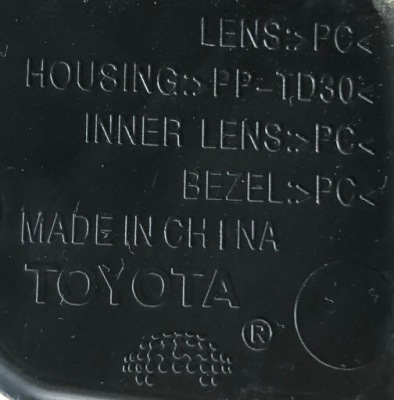 LENS:>PC<
HOUSING:>PP-TD30<
INNER LENS:>PC<
BEZEL:>PC<
MADE IN CHINA
TOYOTA
®